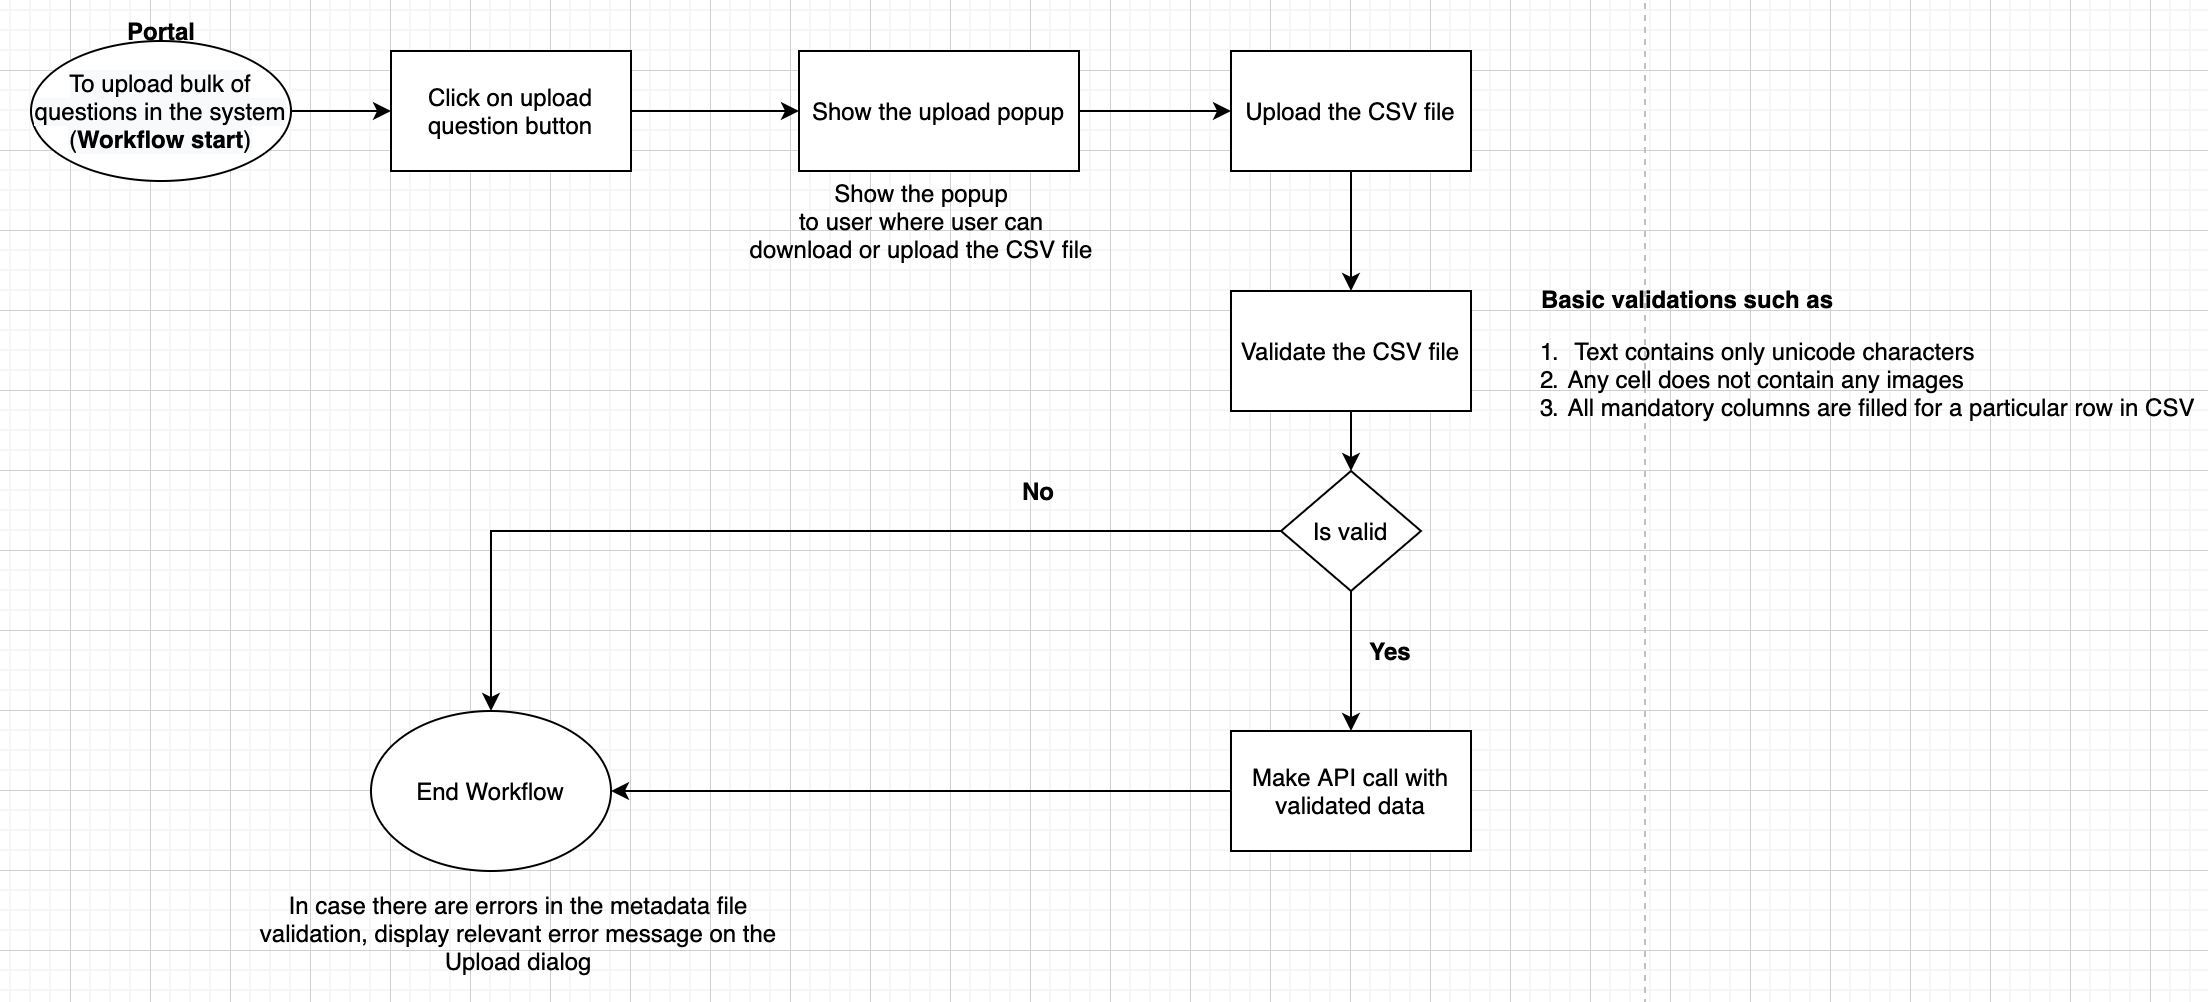 Portal
To upload bulk of
questions in the system
(Workflow start)
Click on upload
question button
Show the upload popup
Upload the CSV file
Show the popup
to user where user can
download or upload the CSV file
Validate the CSV file
Basic validations such as
1. Text contains only unicode characters
2. Any cell does not contain any images
3. All mandatory columns are filled for a particular row in CSV
Is valid
No
Yes
Make API call with
validated data
End Workflow
In case there are errors in the metadata file
validation, display relevant error message on the
Upload dialog